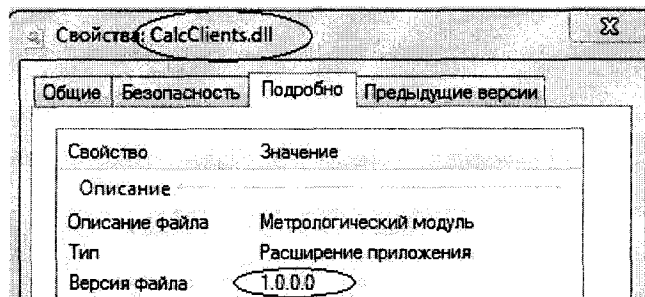 Свойства: CalcClients.dll
Общие Безопасность Подробно Предыдущие версии
Свойство Значение
Описание
Описание файла Метрологический модуль
Тип Расширение приложения
Версия файла 1.0.0.0